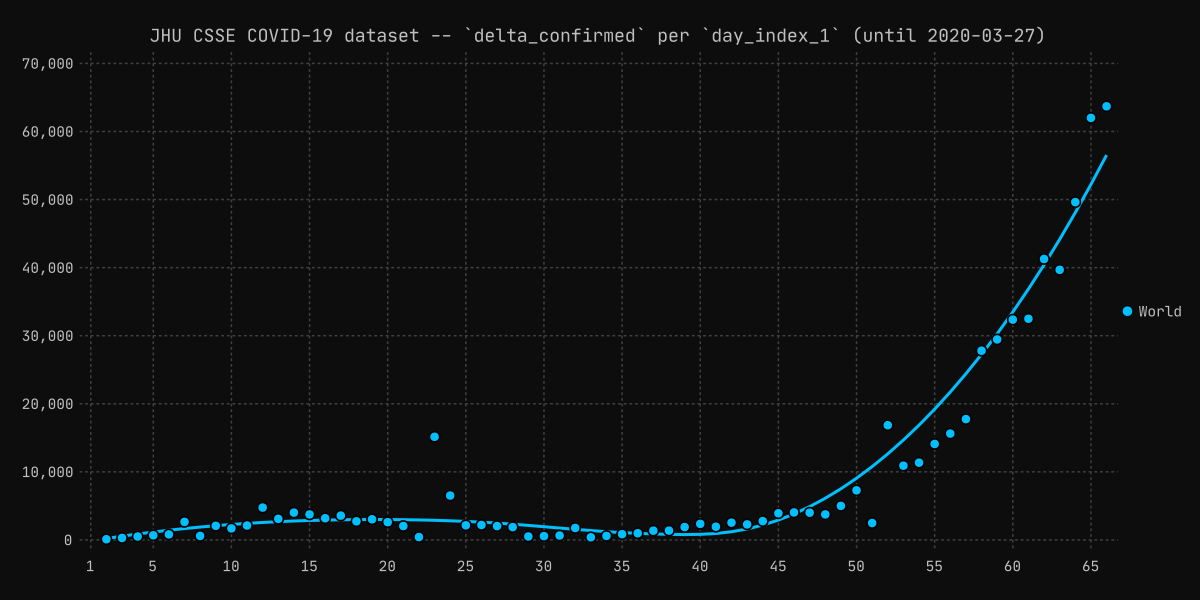 JHU CSSE COVID-19 dataset -- `delta_confirmed` per `day_index_1` (until 2020-03-27)
70,000
60,000
50,000
40,000
30,000
20,000
10,000
0
1 5 10 15 20 25 30 35 40 45 50 55 60 65
World